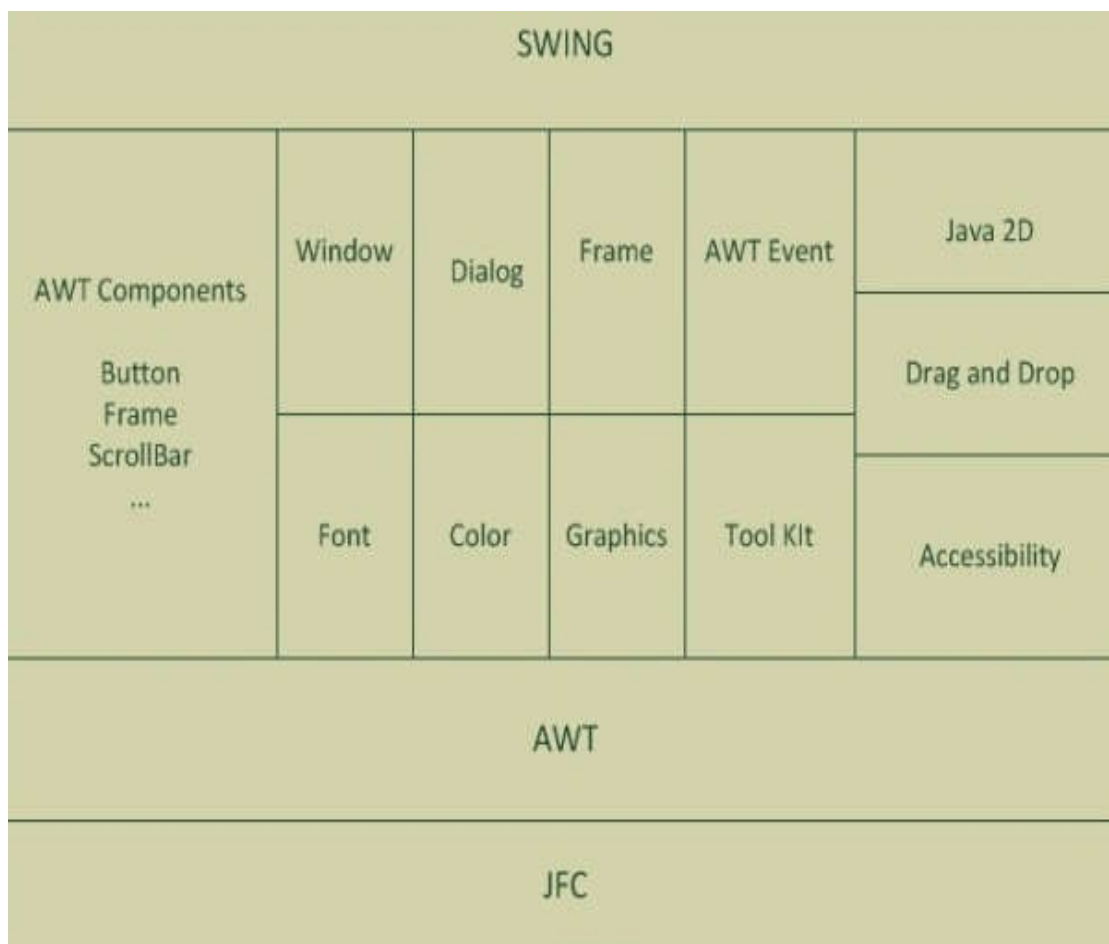 SWING
AWT Components
Button
Frame
ScrollBar
...
Window
Dialog
Frame
AWT Event
Font
Color
Graphics
Tool KIt
Java 2D
Drag and Drop
Accessibility
AWT
JFC